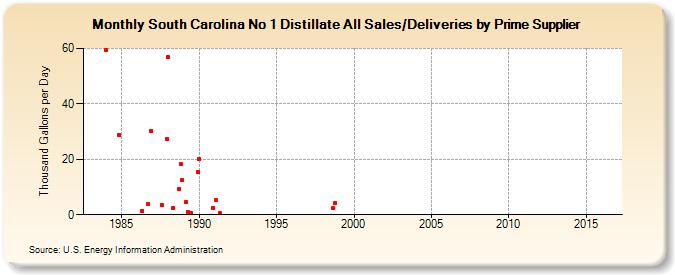 Monthly South Carolina No 1 Distillate All Sales/Deliveries by Prime Supplier
Thousand Gallons per Day
60
40
20
0
1985 1990 1995 2000 2005 2010 2015
Source: U.S. Energy Information Administration